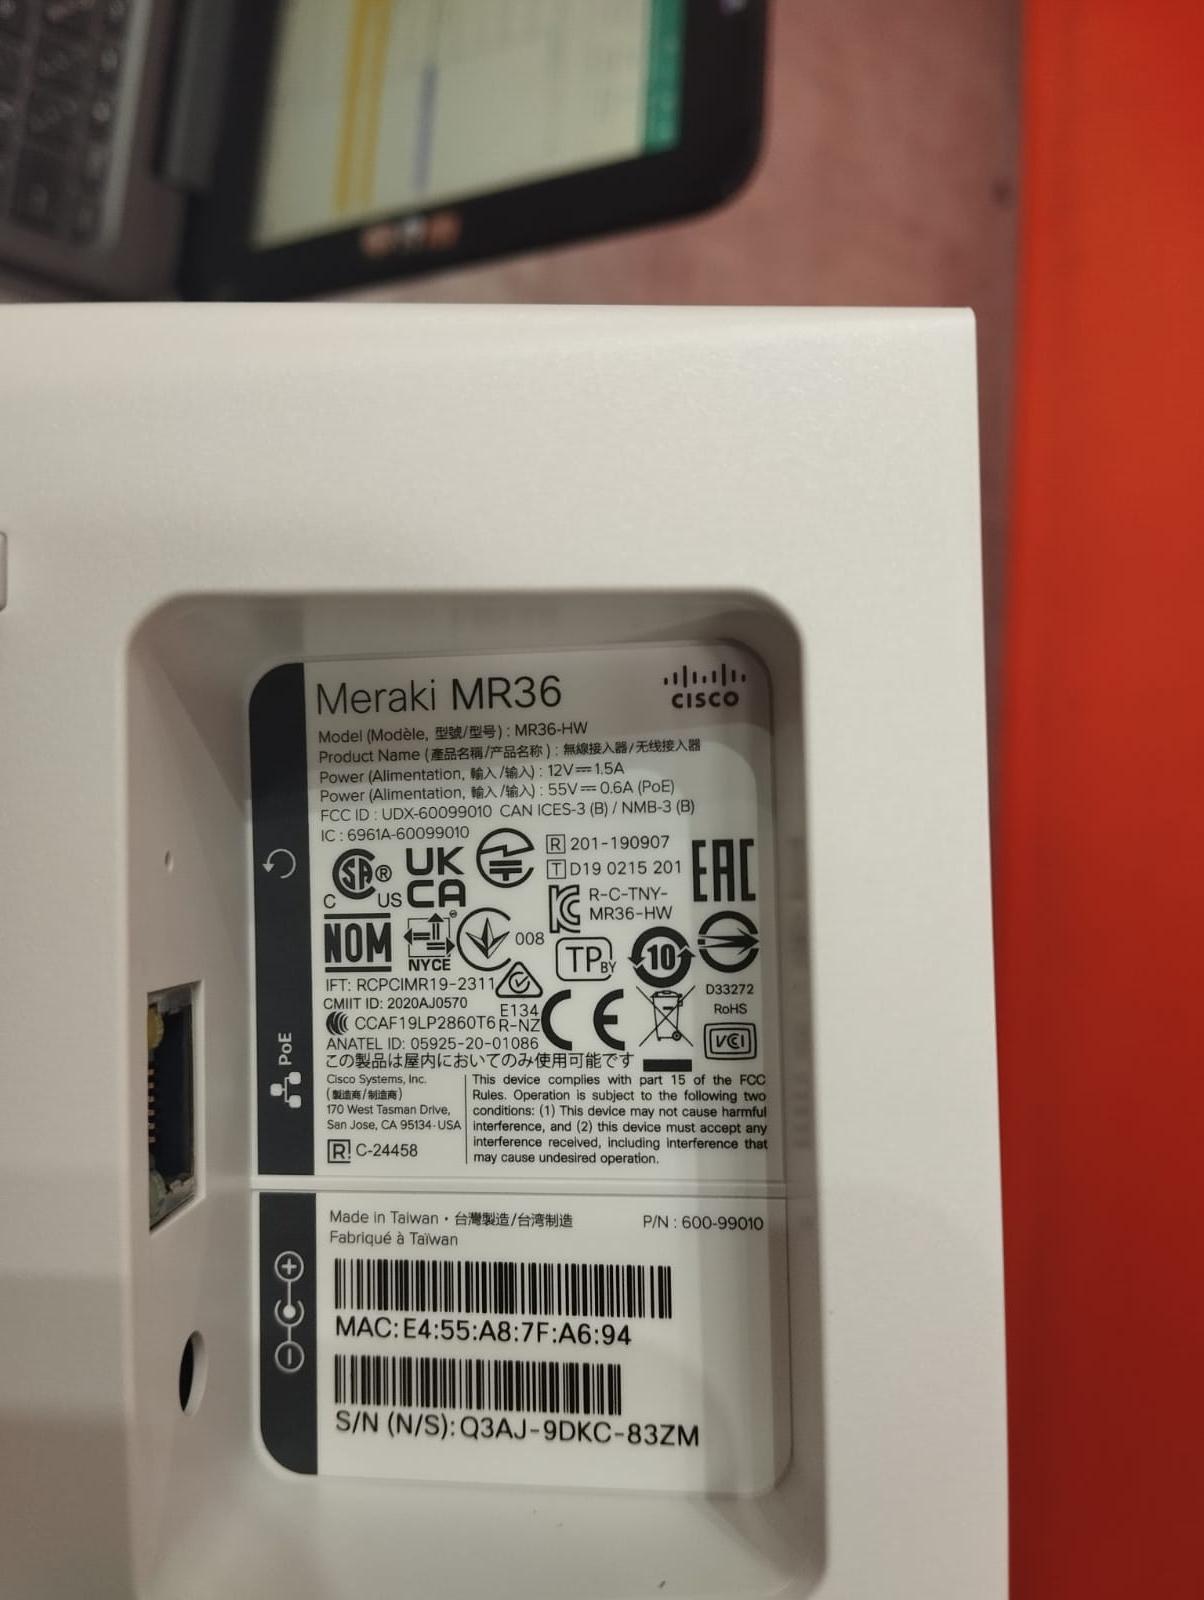 Meraki MR36
CISCO
Model (Modèle, 型號/型号) : MR36-HW
Product Name (產品名稱/产品名称) : 無線接入器/无线接入器
Power (Alimentation, 輸入/输入) : 12V⎓1.5A
Power (Alimentation, 輸入/输入) : 55V⎓0.6A (PoE)
FCC ID : UDX-60099010 CAN ICES-3 (B) / NMB-3 (B)
IC : 6961A-60099010
C SA ® US
UK CA
R 201-190907
T D19 0215 201
EAC
R-C-TNY-
MR36-HW
NOM
NYCE
008
TP BY
10
IFT: RCPCIMR19-2311
CMIIT ID: 2020AJ0570
E134
R-NZ
CE
D33272
RoHS
CCAF19LP2860T6
VCCI
ANATEL ID: 05925-20-01086
この製品は屋内においてのみ使用可能です
Cisco Systems, Inc.
(製造商/制造商)
170 West Tasman Drive,
San Jose, CA 95134-USA
R! C-24458
This device complies with part 15 of the FCC
Rules. Operation is subject to the following two
conditions: (1) This device may not cause harmful
interference, and (2) this device must accept any
interference received, including interference that
may cause undesired operation.
PoE
Made in Taiwan・台灣製造/台湾制造
P/N : 600-99010
Fabriqué à Taïwan
MAC: E4:55:A8:7F:A6:94
S/N (N/S): Q3AJ-9DKC-83ZM